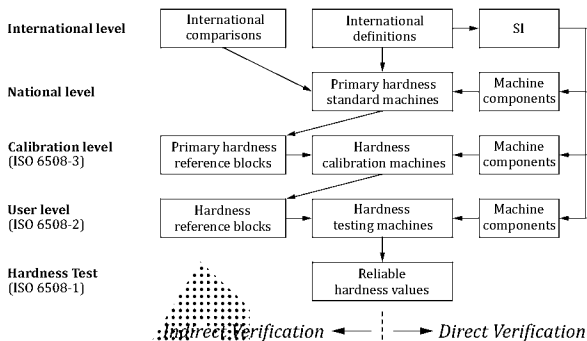 International level
International
comparisons
International
definitions
SI
National level
Primary hardness
standard machines
Machine
components
Calibration level
(ISO 6508-3)
Primary hardness
reference blocks
Hardness
calibration machines
Machine
components
User level
(ISO 6508-2)
Hardness
reference blocks
Hardness
testing machines
Machine
components
Hardness Test
(ISO 6508-1)
Reliable
hardness values
Indirect Verification
Direct Verification